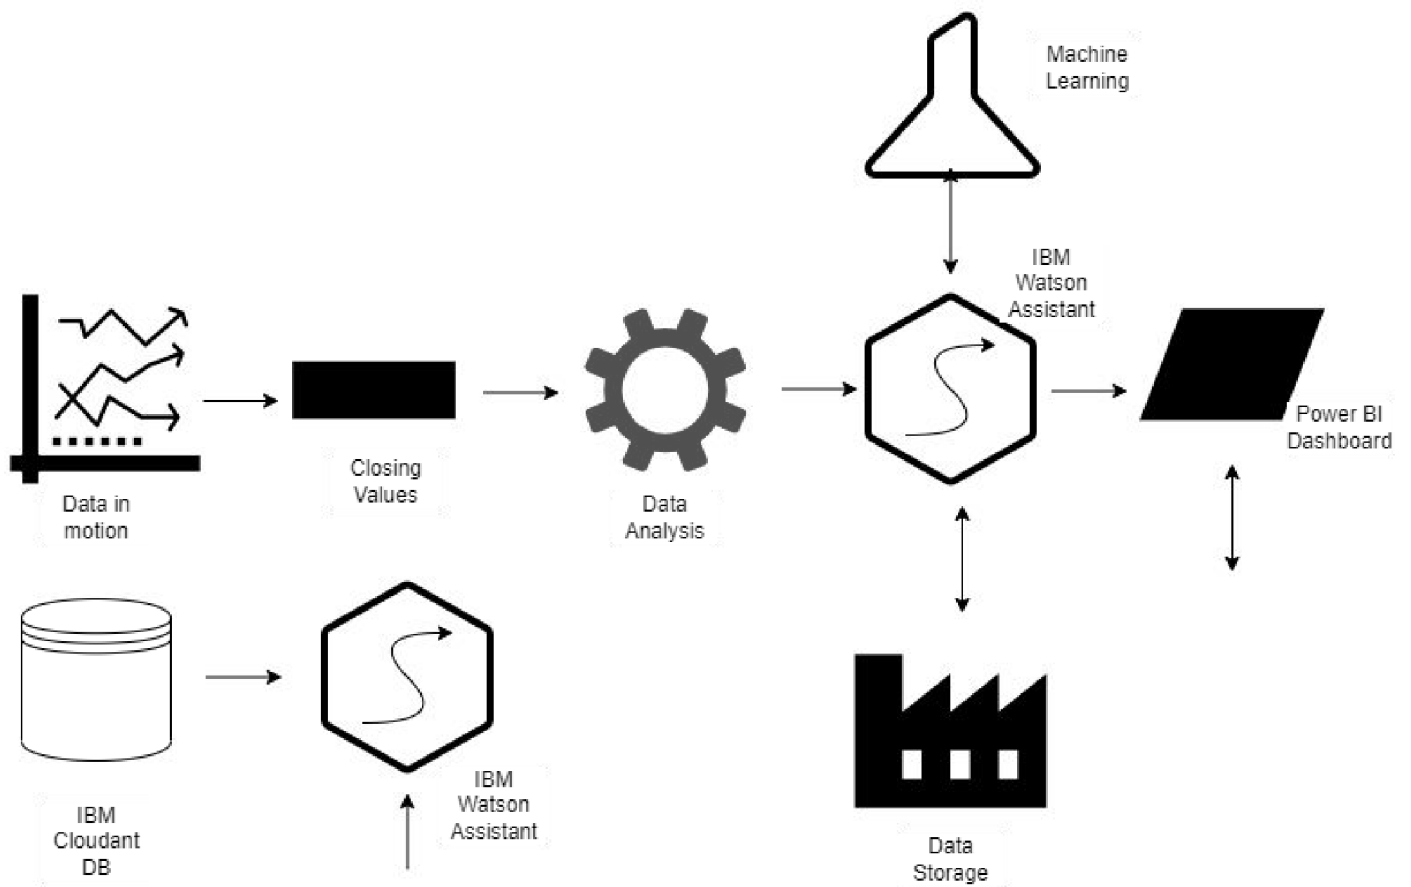 Machine
Learning
IBM
Watson
Assistant
Power BI
Dashboard
Closing
Values
Data in
motion
Data
Analysis
IBM
Watson
Assistant
IBM
Cloudant
DB
Data
Storage